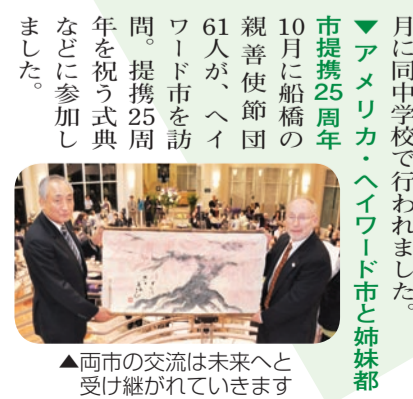 月に同中学校で行われました。
▼アメリカ・ヘイワード市と姉妹都
市提携25周年
10月に船橋の
親善使節団
61人が、ヘイ
ワード市を訪
問。提携25周
年を祝う式典
などに参加し
ました。
▲両市の交流は未来へと
受け継がれていきます